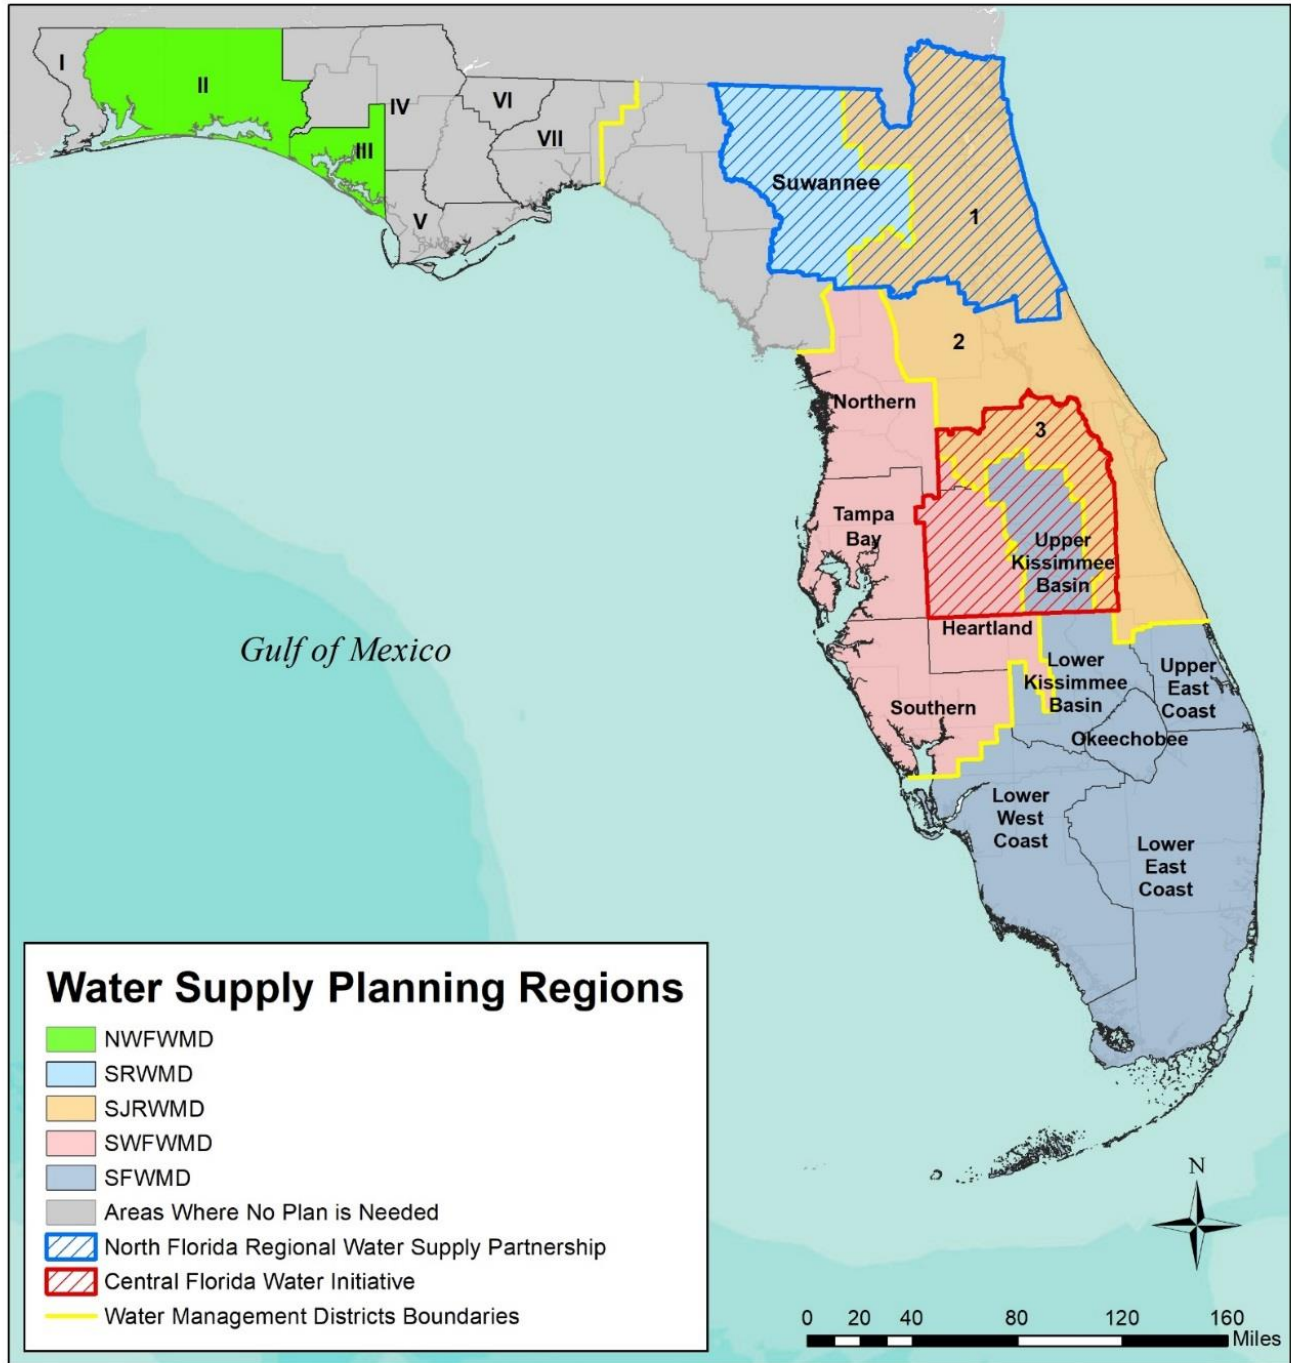 I
II
III
IV
V
VI
VII
Suwannee
1
2
Northern
3
Tampa
Bay
Upper
Kissimmee
Basin
Heartland
Lower
Kissimmee
Basin
Upper
East
Coast
Southern
Okeechobee
Lower
West
Coast
Lower
East
Coast
Gulf of Mexico
Water Supply Planning Regions
NWFWMD
SRWMD
SJRWMD
SWFWMD
SFWMD
Areas Where No Plan is Needed
North Florida Regional Water Supply Partnership
Central Florida Water Initiative
Water Management Districts Boundaries
N
0 20 40 80 120 160
Miles